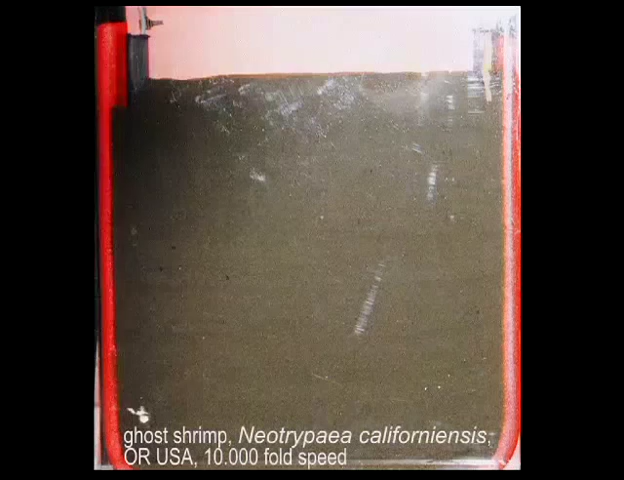 ghost shrimp, Neotrypaea californiensis,
OR USA, 10.000 fold speed